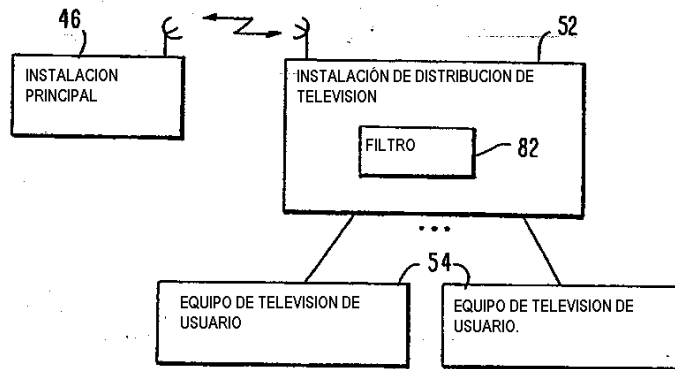 46
52
INSTALACION
PRINCIPAL
INSTALACIÓN DE DISTRIBUCION DE
TELEVISION
FILTRO
82
54
EQUIPO DE TELEVISION DE
USUARIO
EQUIPO DE TELEVISION DE
USUARIO.